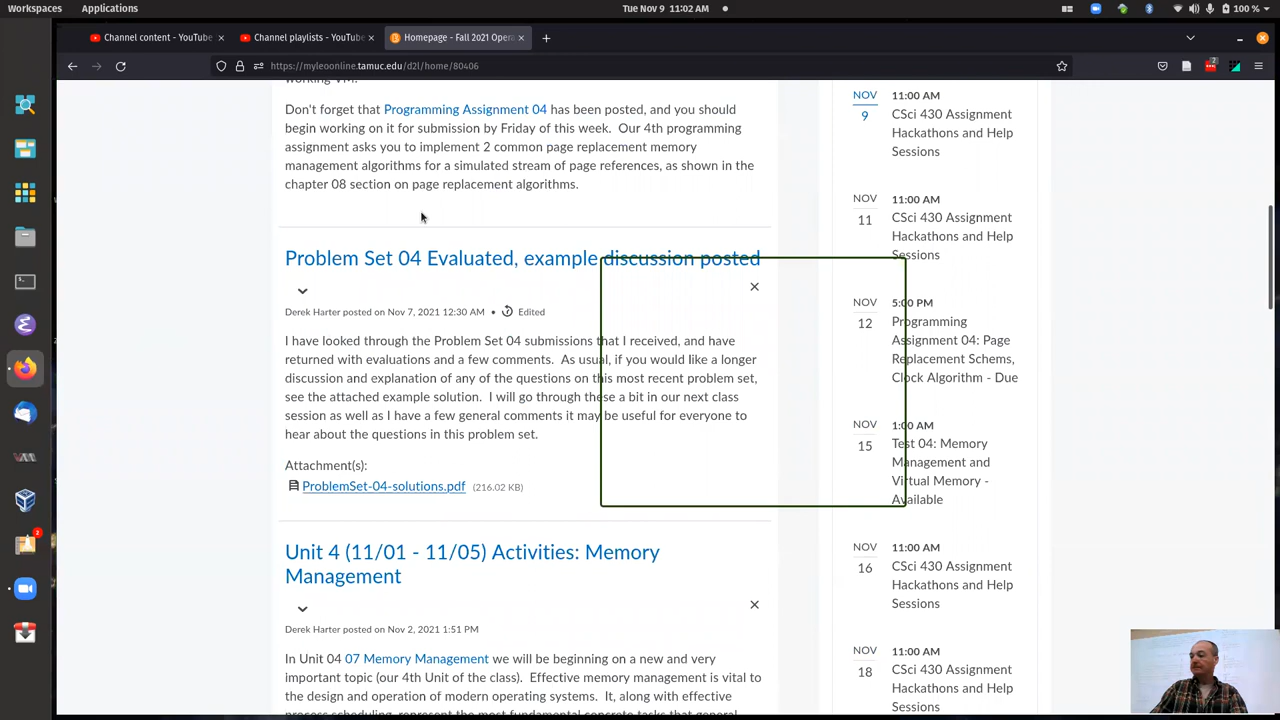 Workspaces Applications Tue Nov 9 11:02 AM 100 %
Channel content - YouTube
Channel playlists - YouTube
Homepage - Fall 2021 Opera
https://myleoonline.tamuc.edu/d2l/home/80406
working VM.
Don't forget that Programming Assignment 04 has been posted, and you should
begin working on it for submission by Friday of this week. Our 4th programming
assignment asks you to implement 2 common page replacement memory
management algorithms for a simulated stream of page references, as shown in the
chapter 08 section on page replacement algorithms.
Problem Set 04 Evaluated, example discussion posted
Derek Harter posted on Nov 7, 2021 12:30 AM • Edited
I have looked through the Problem Set 04 submissions that I received, and have
returned with evaluations and a few comments. As usual, if you would like a longer
discussion and explanation of any of the questions on this most recent problem set,
see the attached example solution. I will go through these a bit in our next class
session as well as I have a few general comments it may be useful for everyone to
hear about the questions in this problem set.
Attachment(s):
ProblemSet-04-solutions.pdf (216.02 KB)
Unit 4 (11/01 - 11/05) Activities: Memory
Management
Derek Harter posted on Nov 2, 2021 1:51 PM
In Unit 04 07 Memory Management we will be beginning on a new and very
important topic (our 4th Unit of the class). Effective memory management is vital to
the design and operation of modern operating systems. It, along with effective
process scheduling, represent the most fundamental concrete tasks that general
NOV 11:00 AM
9 CSci 430 Assignment
Hackathons and Help
Sessions
NOV 11:00 AM
11 CSci 430 Assignment
Hackathons and Help
Sessions
NOV 5:00 PM
12 Programming
Assignment 04: Page
Replacement Schems,
Clock Algorithm - Due
NOV 1:00 AM
15 Test 04: Memory
Management and
Virtual Memory -
Available
NOV 11:00 AM
16 CSci 430 Assignment
Hackathons and Help
Sessions
NOV 11:00 AM
18 CSci 430 Assignment
Hackathons and Help
Sessions